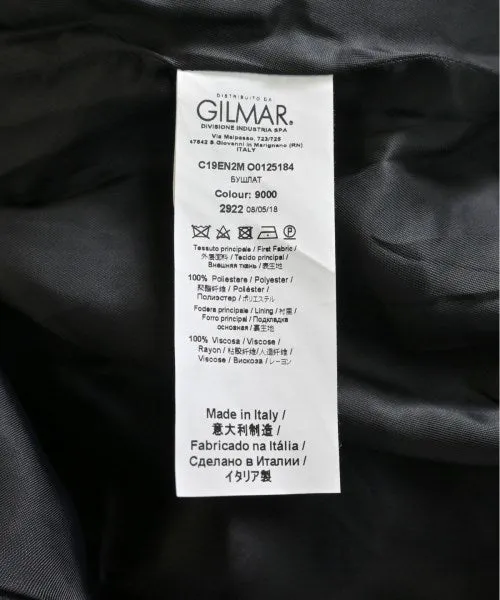 DISTRIBUITO DA
GILMAR®
DIVISIONE INDUSTRIA SPA
Via Malpasso, 723/725
47842 S Giovanni in Marignano (RN)
ITALY
C19EN2M O0125184
БУШЛАТ
Colour: 9000
2922 08/05/18
Tessuto principale / First Fabric /
外層面料 / Tecido principal /
Внешняя ткань / 表生地
100% Poliestere / Polyester /
聚酯纤维 / Poliéster /
Полиэстер / ポリエステル
Fodera principale / Lining / 衬里 /
Forro principal / Подкладка
основная / 裏生地
100% Viscosa / Viscose /
Rayon / 粘胶纤维/人造纤维 /
Viscose / Вискоза / レーヨン
Made in Italy /
意大利制造 /
Fabricado na Itália /
Сделано в Италии /
イタリア製